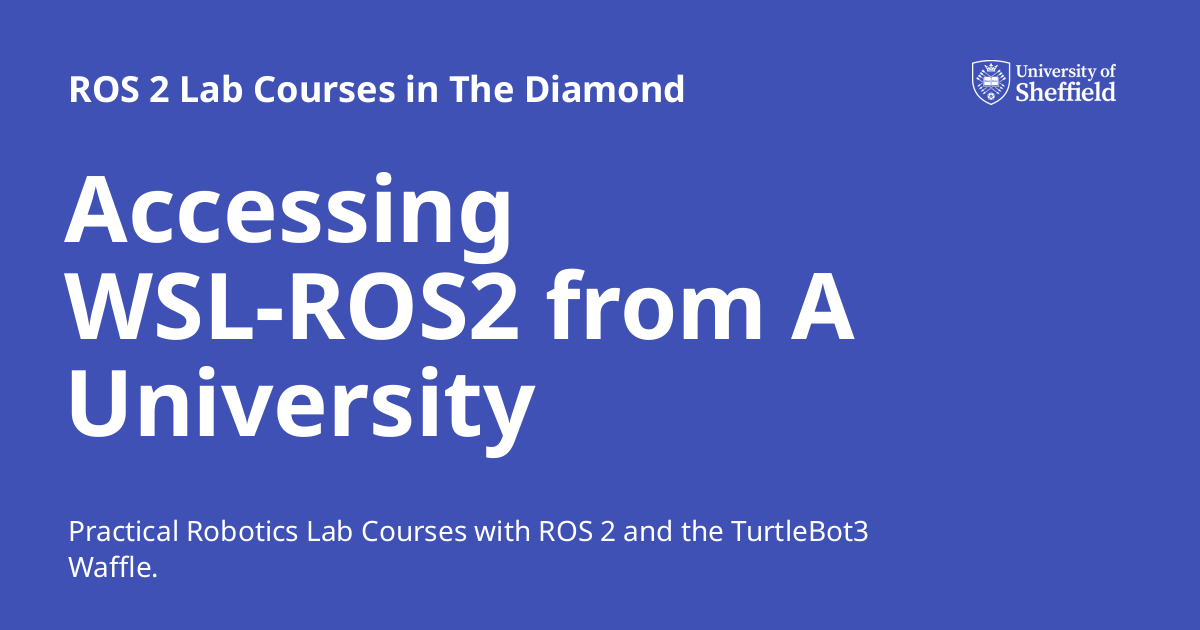 ROS 2 Lab Courses in The Diamond
University of
Sheffield
Accessing
WSL-ROS2 from A
University
Practical Robotics Lab Courses with ROS 2 and the TurtleBot3
Waffle.